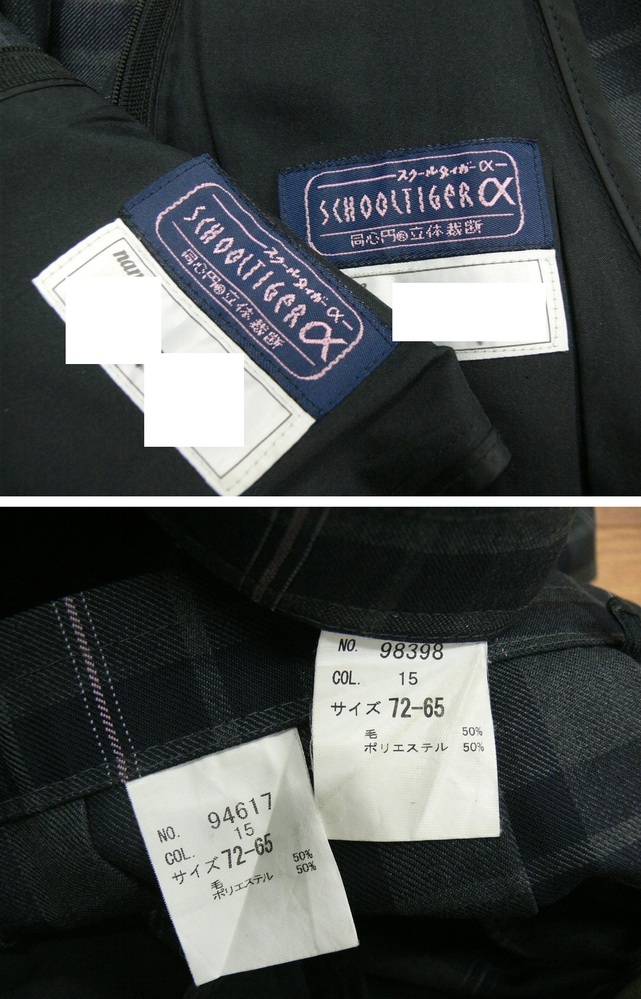 スクールタイガーα
SCHOOLTIGER α
同心円®立体裁断
スクールタイガーα
SCHOOLTIGER α
同心円®立体裁断
NO. 98398
COL. 15
サイズ 72-65
毛 50%
ポリエステル 50%
NO. 94617
COL. 15
サイズ 72-65
毛 50%
ポリエステル 50%